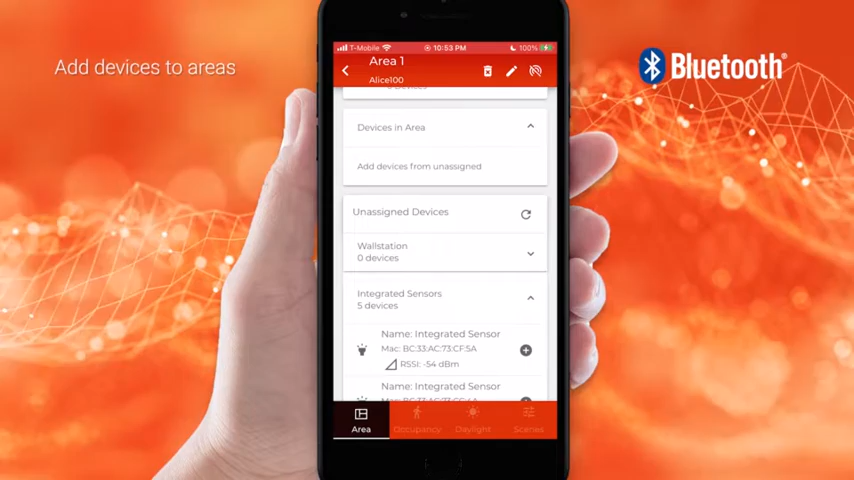 Add devices to areas
Bluetooth®
T-Mobile 10:53 PM 100%
Area 1
Alice100
Devices in Area
Add devices from unassigned
Unassigned Devices
Wallstation
0 devices
Integrated Sensors
5 devices
Name: Integrated Sensor
Mac: BC:33:AC:73:CF:5A
RSSI: -54 dBm
Name: Integrated Sensor
Area Occupancy Daylight Scenes